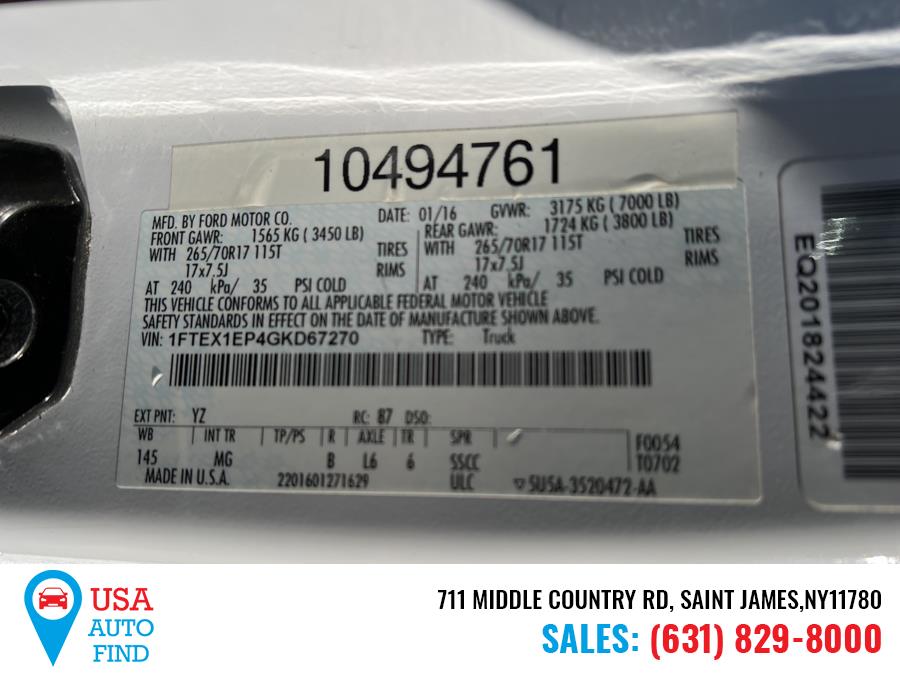 10494761
MFD. BY FORD MOTOR CO. DATE: 01/16 GVWR: 3175 KG ( 7000 LB)
FRONT GAWR: 1565 KG ( 3450 LB) REAR GAWR: 1724 KG ( 3800 LB)
WITH 265/70R17 115T TIRES WITH 265/70R17 115T TIRES
17x7.5J RIMS 17x7.5J RIMS
AT 240 kPa/ 35 PSI COLD AT 240 kPa/ 35 PSI COLD
THIS VEHICLE CONFORMS TO ALL APPLICABLE FEDERAL MOTOR VEHICLE
SAFETY STANDARDS IN EFFECT ON THE DATE OF MANUFACTURE SHOWN ABOVE.
VIN: 1FTEX1EP4GKD67270 TYPE: Truck
EXT PNT: YZ RC: 87 DSO:
WB INT TR TP/PS R AXLE TR SPR F0054
145 MG B L6 6 SSCC T0702
MADE IN U.S.A. 2201601271629 ULC ▽ 5U5A-3520472-AA
EQ201824422
USA
AUTO
FIND
711 MIDDLE COUNTRY RD, SAINT JAMES,NY11780
SALES: (631) 829-8000